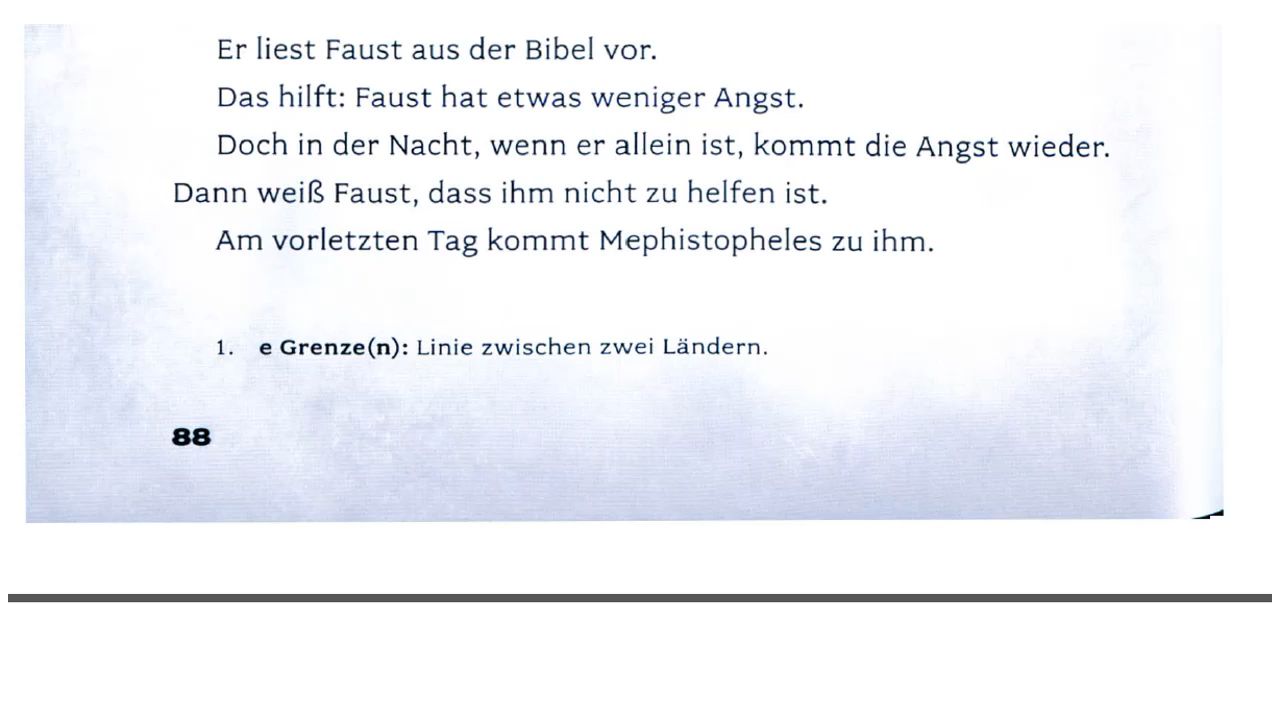 Er liest Faust aus der Bibel vor.
Das hilft: Faust hat etwas weniger Angst.
Doch in der Nacht, wenn er allein ist, kommt die Angst wieder.
Dann weiß Faust, dass ihm nicht zu helfen ist.
Am vorletzten Tag kommt Mephistopheles zu ihm.
1. e Grenze(n): Linie zwischen zwei Ländern.
88